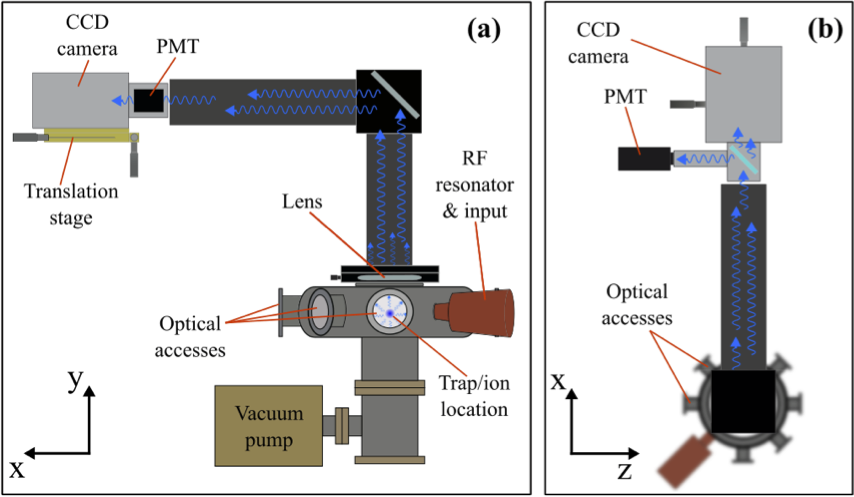 (a)
CCD
camera
PMT
Translation
stage
Lens
RF
resonator
& input
Optical
accesses
Trap/ion
location
Vacuum
pump
y
x
(b)
CCD
camera
PMT
Optical
accesses
x
z